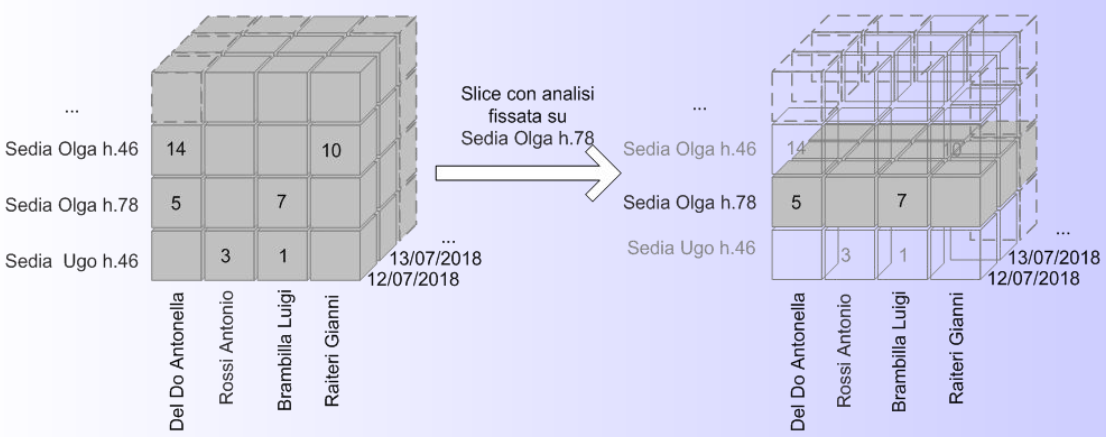 ...
Sedia Olga h.46
14
10
Sedia Olga h.78
5
7
Sedia Ugo h.46
3
1
...
13/07/2018
12/07/2018
Del Do Antonella
Rossi Antonio
Brambilla Luigi
Raiteri Gianni
Slice con analisi
fissata su
Sedia Olga h.78
...
Sedia Olga h.46
14
10
Sedia Olga h.78
5
7
Sedia Ugo h.46
3
1
...
13/07/2018
12/07/2018
Del Do Antonella
Rossi Antonio
Brambilla Luigi
Raiteri Gianni